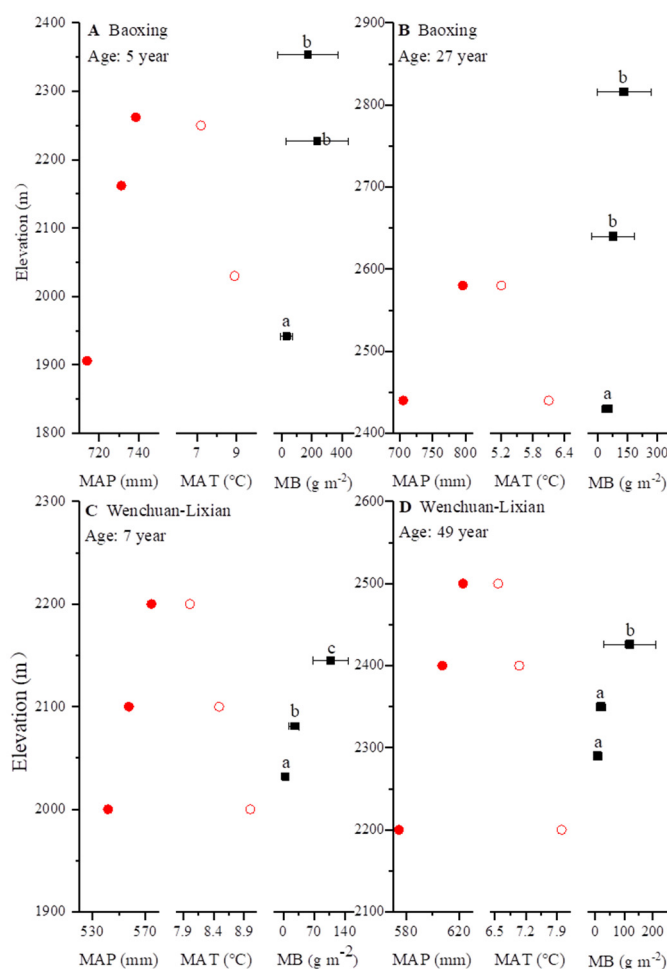 A Baoxing
Age: 5 year
Elevation (m)
2400
2300
2200
2100
2000
1900
1800
b
b
a
720 740
7 9
0 200 400
MAP (mm) MAT (℃) MB (g m-2)
B Baoxing
Age: 27 year
2900
2800
2700
2600
2500
2400
b
b
a
700 800
5.2 5.8 6.4
0 150 300
MAP (mm) MAT (℃) MB (g m-2)
C Wenchuan-Lixian
Age: 7 year
Elevation (m)
2300
2200
2100
2000
1900
c
b
a
530 570
7.9 8.4 8.9
0 70 140
MAP (mm) MAT (℃) MB (g m-2)
D Wenchuan-Lixian
Age: 49 year
2600
2500
2400
2300
2200
2100
b
a
a
580 620
6.5 7.2 7.9
0 100 200
MAP (mm) MAT (℃) MB (g m-2)